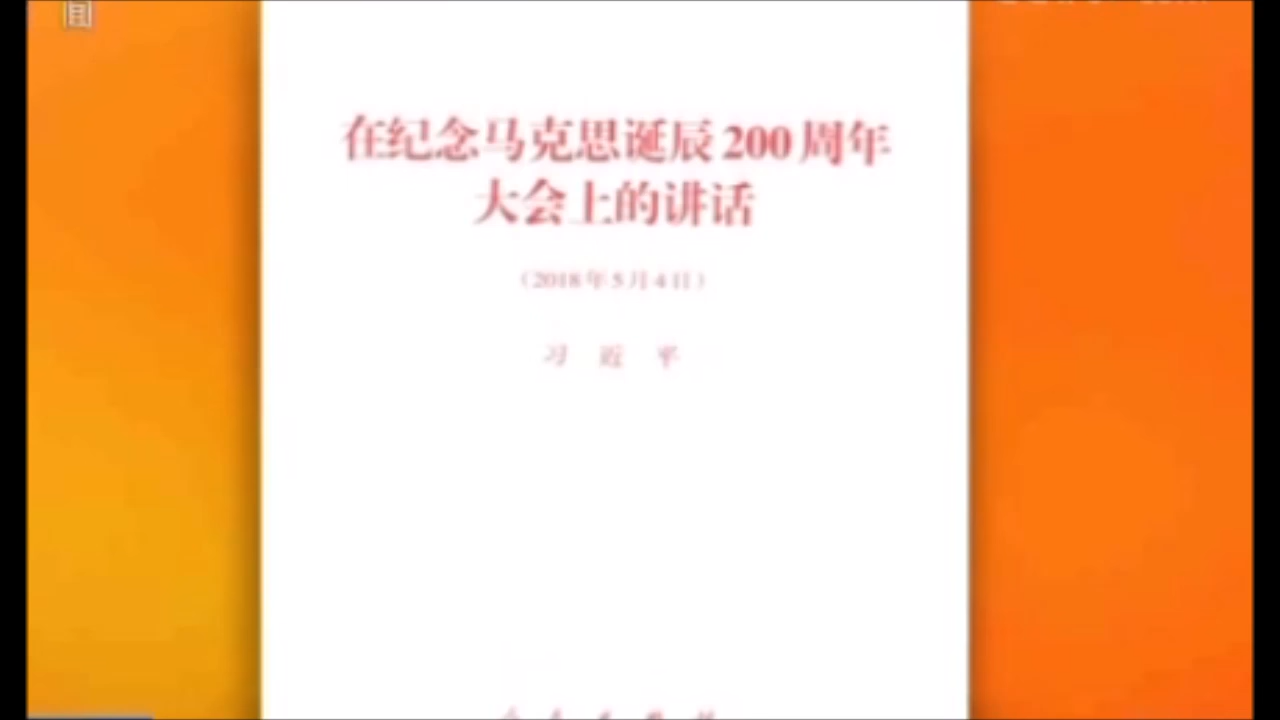 在纪念马克思诞辰200周年
大会上的讲话
（2018年5月4日）
习 近 平